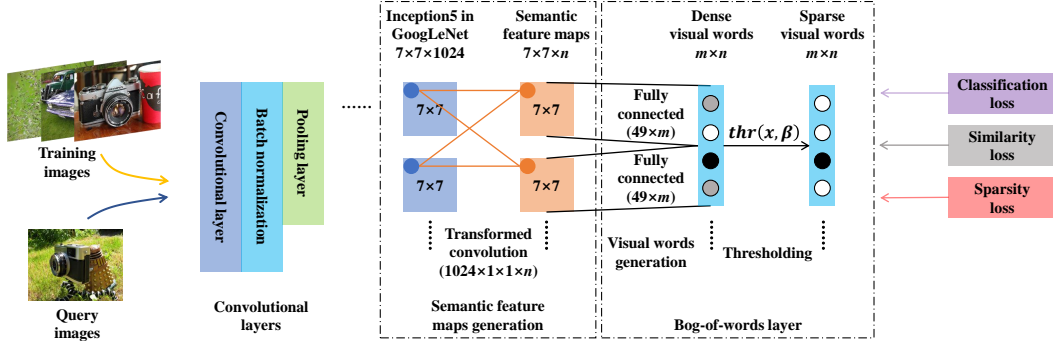 Inception5 in
GoogLeNet
7×7×1024
Semantic
feature maps
7×7×n
Dense
visual words
m×n
Sparse
visual words
m×n
Training
images
Query
images
Convolutional layer
Batch normalization
Pooling layer
Convolutional
layers
......
7×7
7×7
7×7
7×7
Transformed
convolution
(1024×1×1×n)
Semantic feature
maps generation
Fully
connected
(49×m)
Fully
connected
(49×m)
thr(x, β)
Visual words
generation
Thresholding
Bog-of-words layer
Classification
loss
Similarity
loss
Sparsity
loss